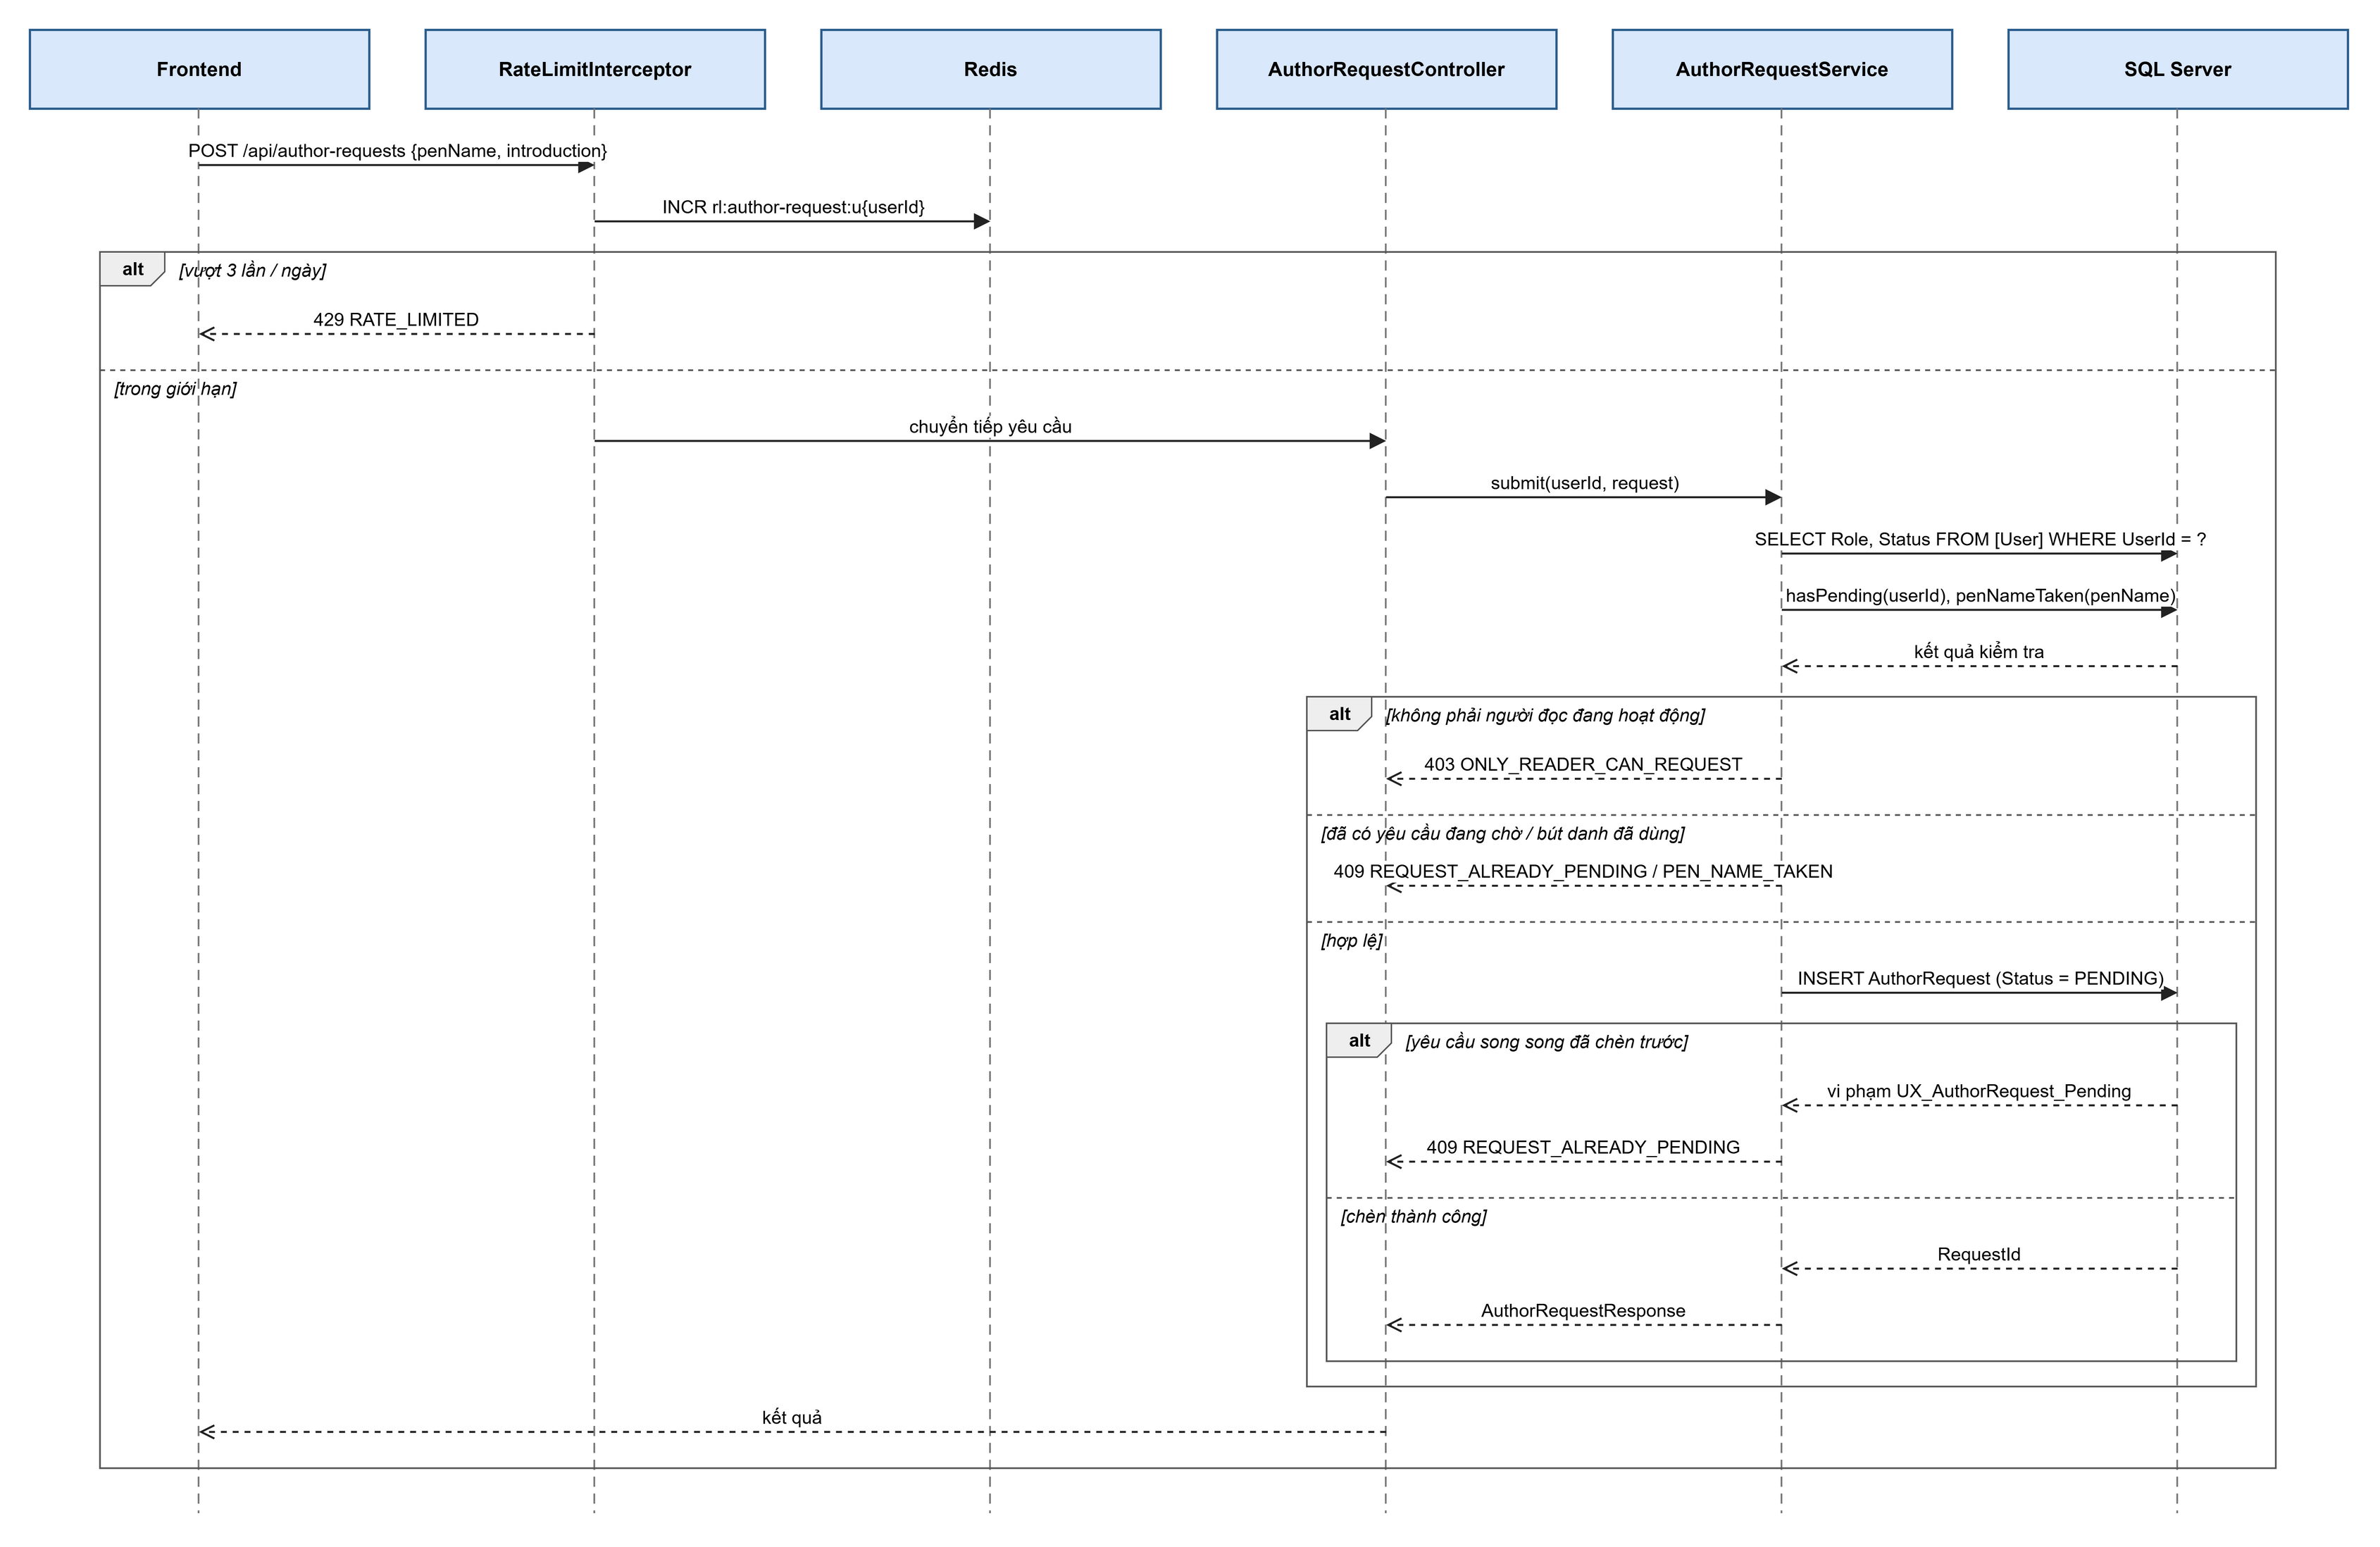 Frontend
RateLimitInterceptor
Redis
AuthorRequestController
AuthorRequestService
SQL Server
POST /api/author-requests {penName, introduction}
INCR rl:author-request:u{userId}
alt
[vượt 3 lần / ngày]
429 RATE_LIMITED
[trong giới hạn]
chuyển tiếp yêu cầu
submit(userId, request)
SELECT Role, Status FROM [User] WHERE UserId = ?
hasPending(userId), penNameTaken(penName)
kết quả kiểm tra
alt
[không phải người đọc đang hoạt động]
403 ONLY_READER_CAN_REQUEST
[đã có yêu cầu đang chờ / bút danh đã dùng]
409 REQUEST_ALREADY_PENDING / PEN_NAME_TAKEN
[hợp lệ]
INSERT AuthorRequest (Status = PENDING)
alt
[yêu cầu song song đã chèn trước]
vi phạm UX_AuthorRequest_Pending
409 REQUEST_ALREADY_PENDING
[chèn thành công]
RequestId
AuthorRequestResponse
kết quả